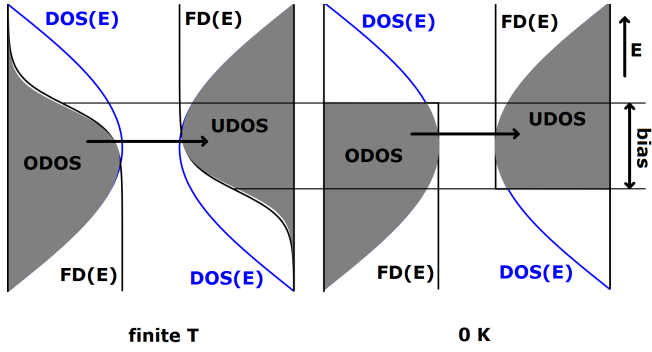 DOS(E)
FD(E)
DOS(E)
FD(E)
E
UDOS
ODOS
UDOS
ODOS
bias
FD(E)
DOS(E)
FD(E)
DOS(E)
finite T
0 K